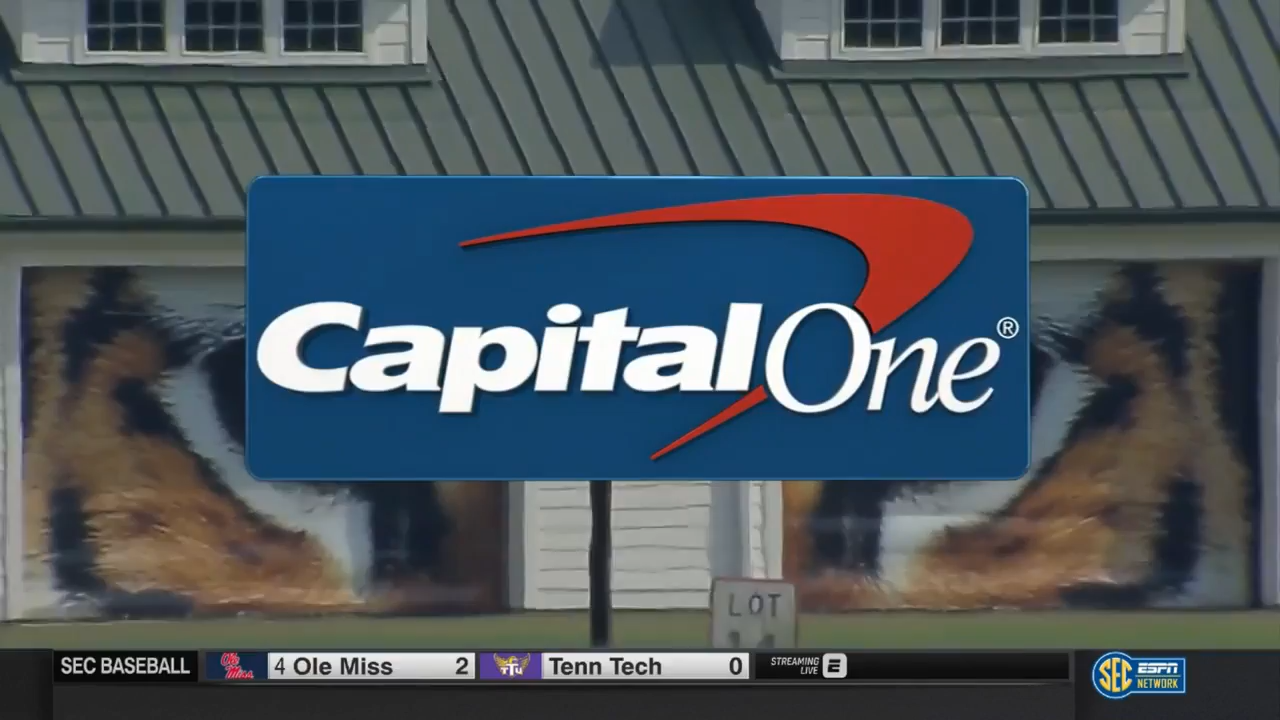 CapitalOne®
LOT
SEC BASEBALL
Ole Miss
4 Ole Miss 2
TTU
Tenn Tech 0
STREAMING LIVE E
SEC ESPN NETWORK